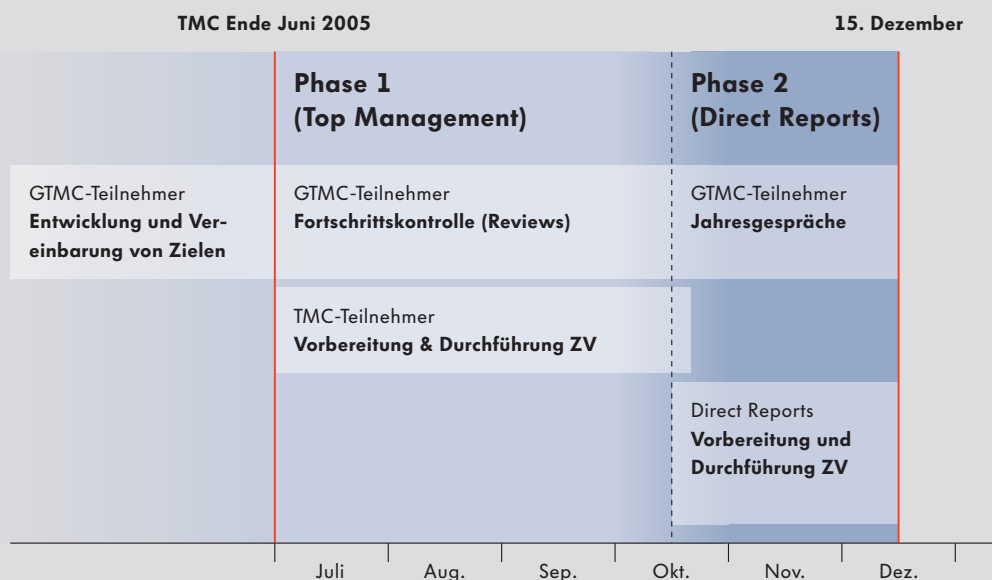 TMC Ende Juni 2005
15. Dezember
Phase 1
(Top Management)
Phase 2
(Direct Reports)
GTMC-Teilnehmer
Entwicklung und Ver-
einbarung von Zielen
GTMC-Teilnehmer
Fortschrittskontrolle (Reviews)
GTMC-Teilnehmer
Jahresgespräche
TMC-Teilnehmer
Vorbereitung & Durchführung ZV
Direct Reports
Vorbereitung und
Durchführung ZV
Juli
Aug.
Sep.
Okt.
Nov.
Dez.